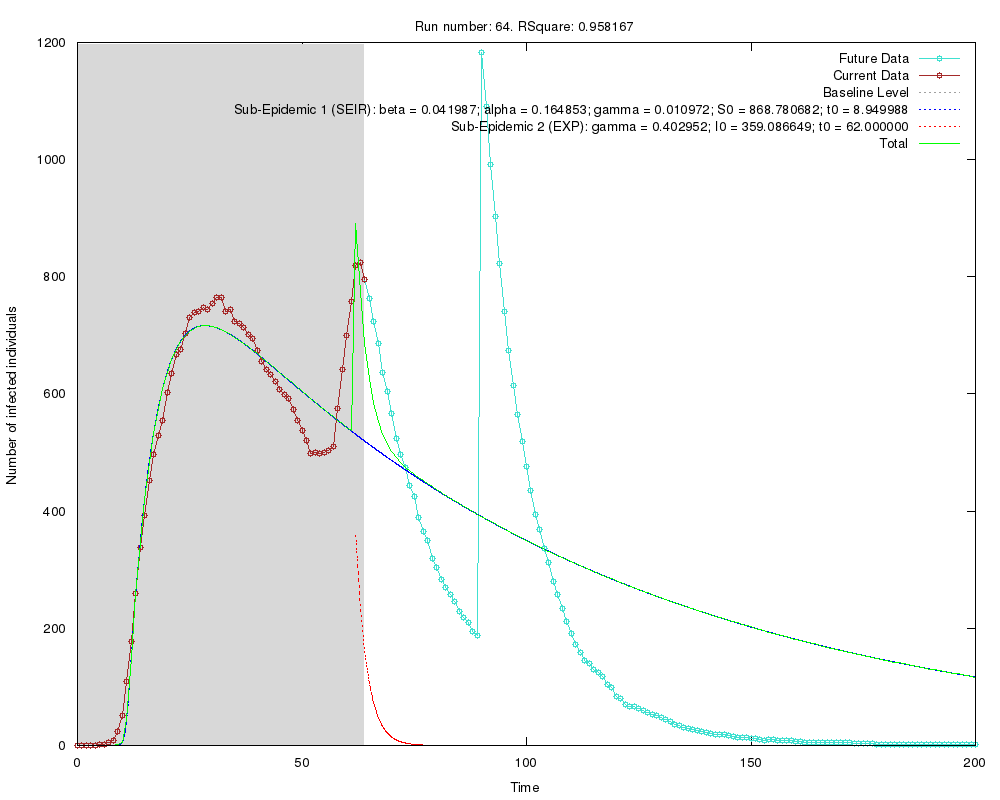 Run number: 64. RSquare: 0.958167
1200
1000
800
600
400
200
0
Number of infected individuals
Future Data
Current Data
Baseline Level
Sub-Epidemic 1 (SEIR): beta = 0.041987; alpha = 0.164853; gamma = 0.010972; S0 = 868.780682; t0 = 8.949988
Sub-Epidemic 2 (EXP): gamma = 0.402952; I0 = 359.086649; t0 = 62.000000
Total
0
50
100
150
200
Time